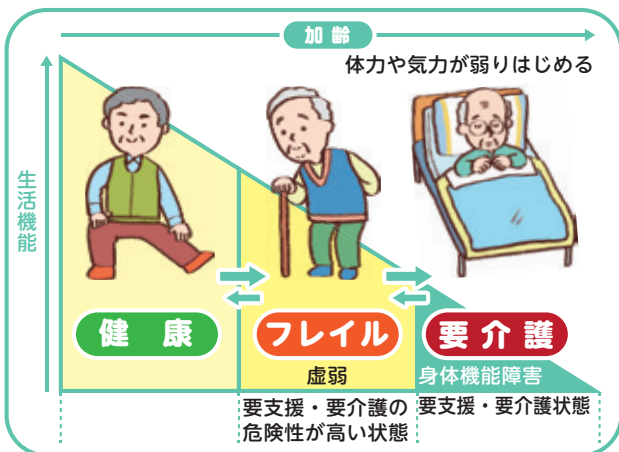 加齢
体力や気力が弱りはじめる
生活機能
健康
フレイル
要介護
虚弱
身体機能障害
要支援・要介護の
危険性が高い状態
要支援・要介護状態